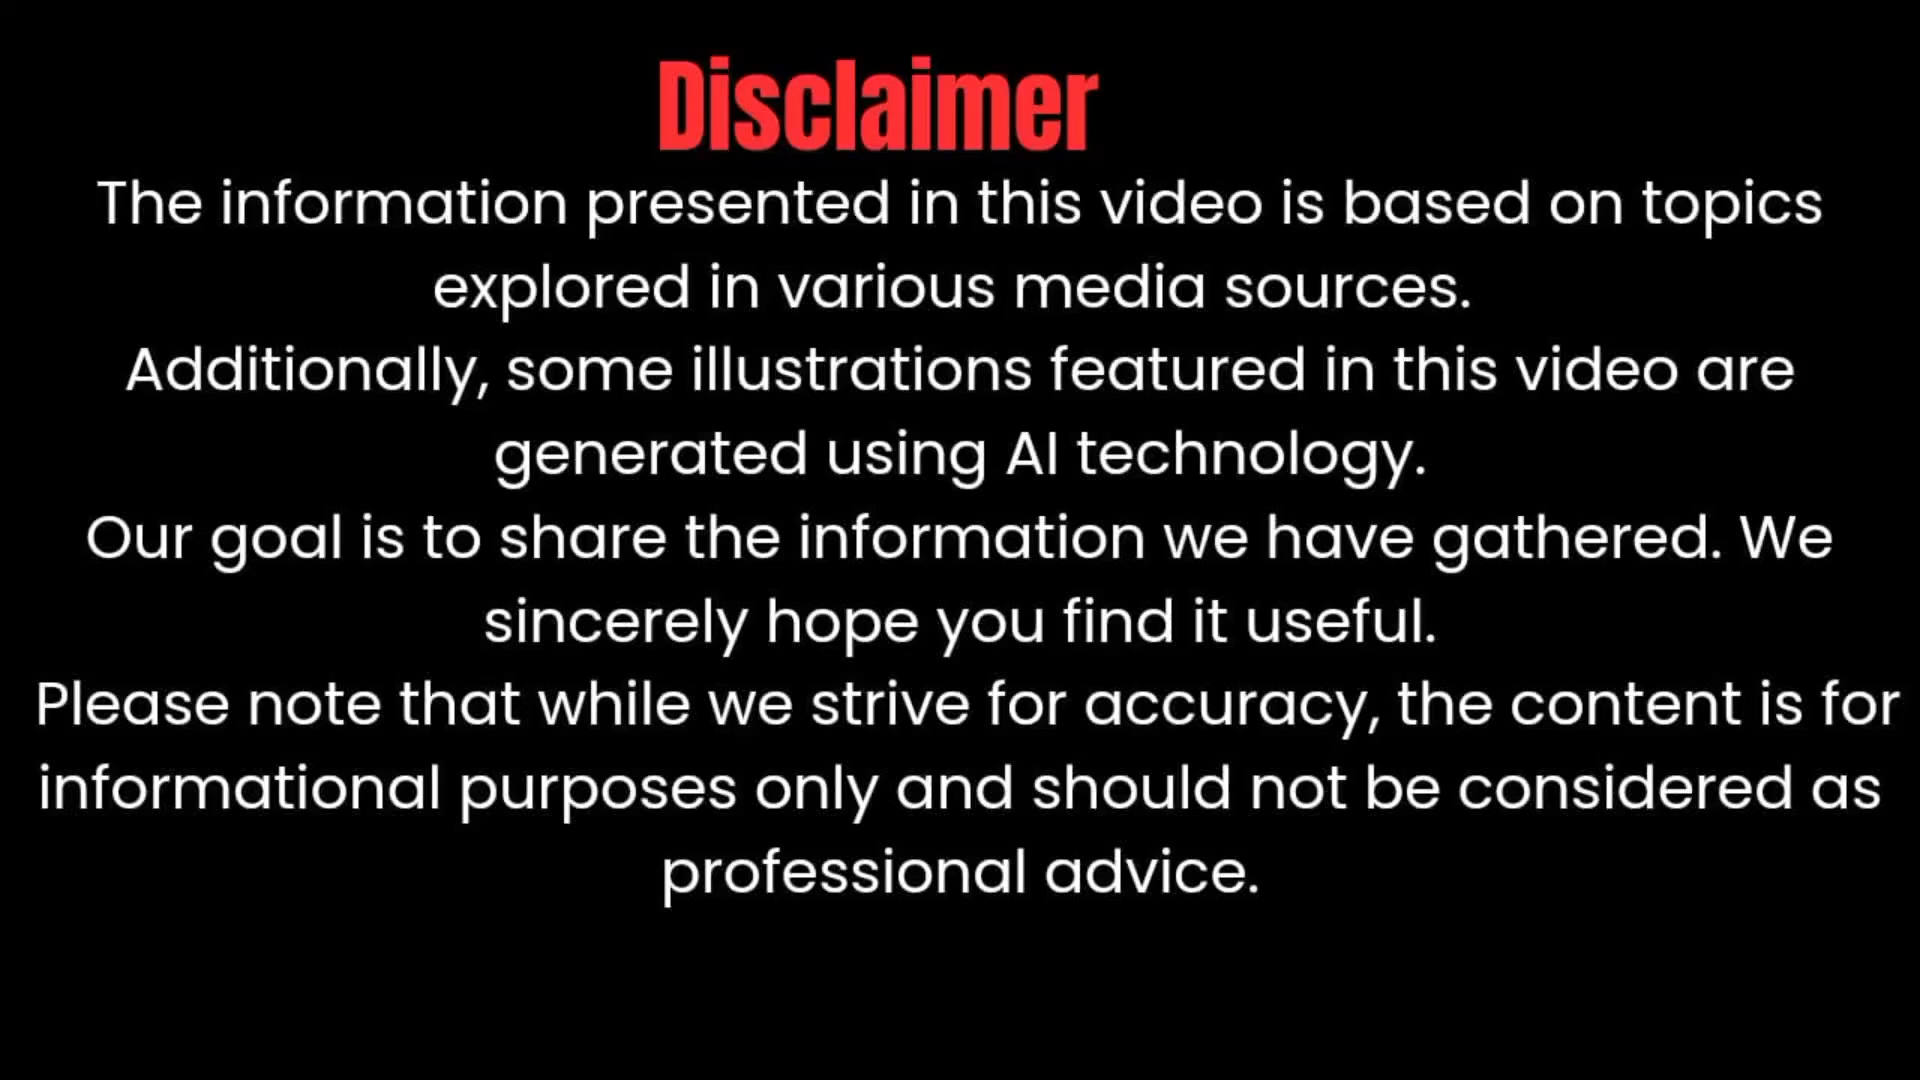 Disclaimer
The information presented in this video is based on topics
explored in various media sources.
Additionally, some illustrations featured in this video are
generated using AI technology.
Our goal is to share the information we have gathered. We
sincerely hope you find it useful.
Please note that while we strive for accuracy, the content is for
informational purposes only and should not be considered as
professional advice.